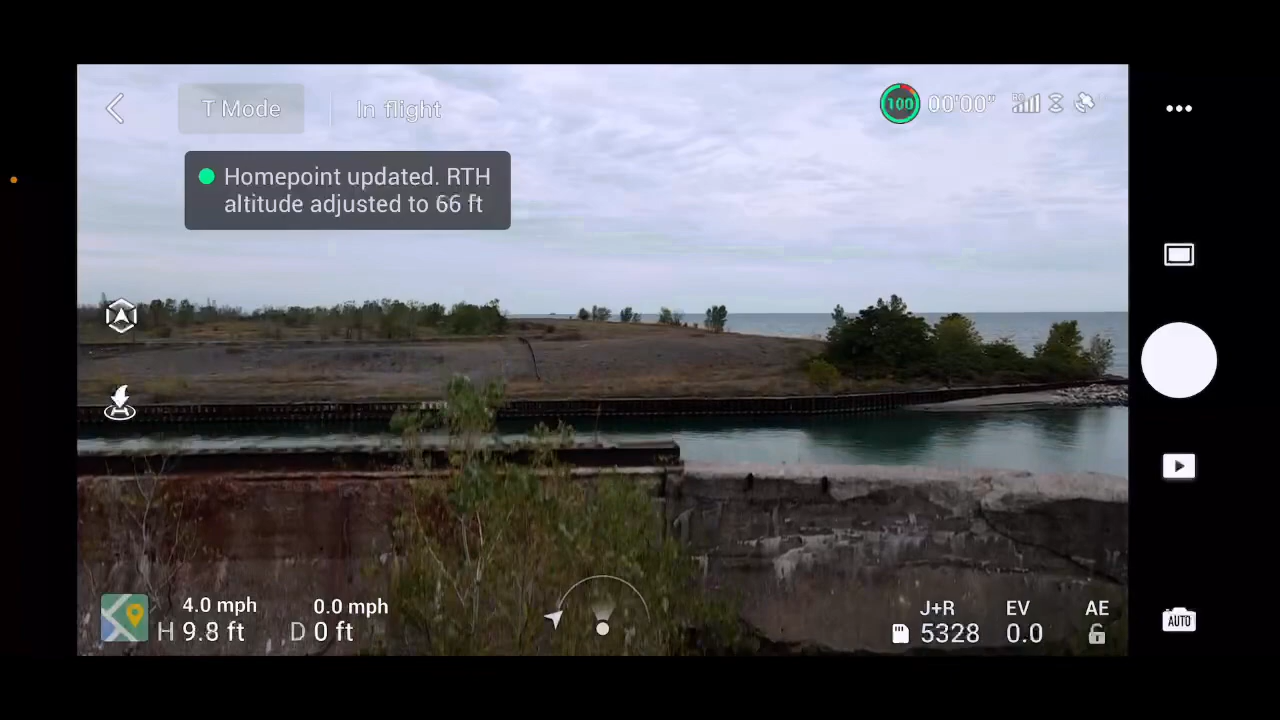 T Mode
In flight
100
00'00"
RC
Homepoint updated. RTH
altitude adjusted to 66 ft
4.0 mph
0.0 mph
H 9.8 ft
D 0 ft
J+R
EV
AE
5328
0.0
AUTO